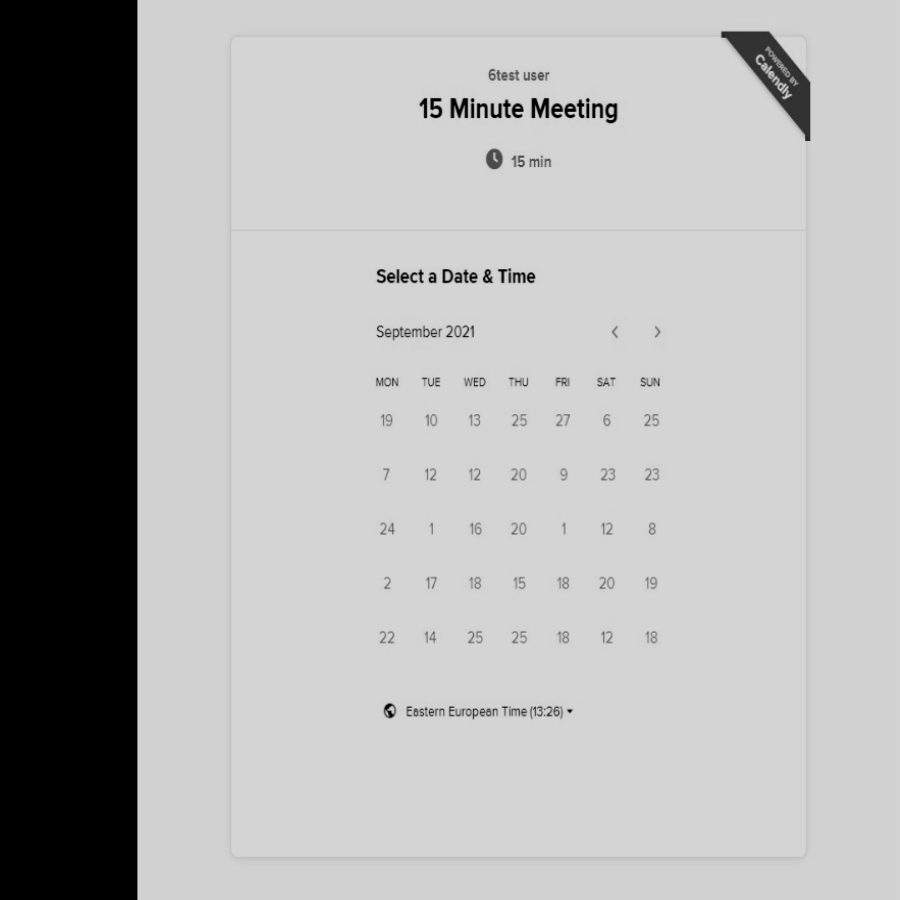 POWERED BY
Calendly
6test user
15 Minute Meeting
15 min
Select a Date & Time
September 2021
MON TUE WED THU FRI SAT SUN
19 10 13 25 27 6 25
7 12 12 20 9 23 23
24 1 16 20 1 12 8
2 17 18 15 18 20 19
22 14 25 25 18 12 18
Eastern European Time (13:26)